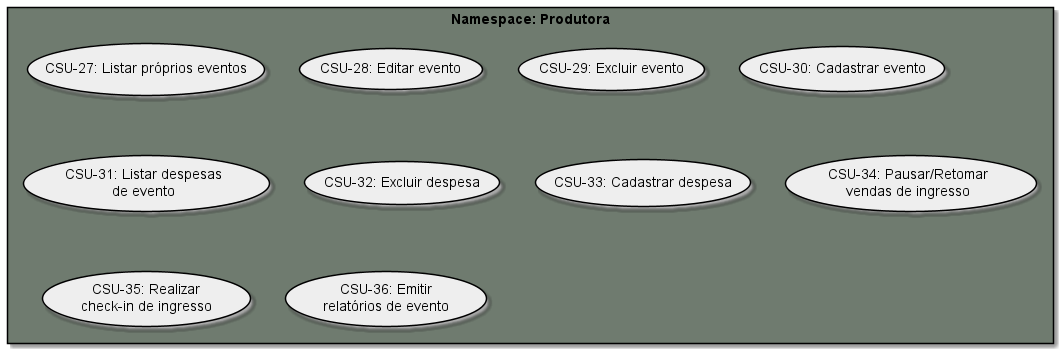 Namespace: Produtora
CSU-27: Listar próprios eventos
CSU-28: Editar evento
CSU-29: Excluir evento
CSU-30: Cadastrar evento
CSU-31: Listar despesas
de evento
CSU-32: Excluir despesa
CSU-33: Cadastrar despesa
CSU-34: Pausar/Retomar
vendas de ingresso
CSU-35: Realizar
check-in de ingresso
CSU-36: Emitir
relatórios de evento